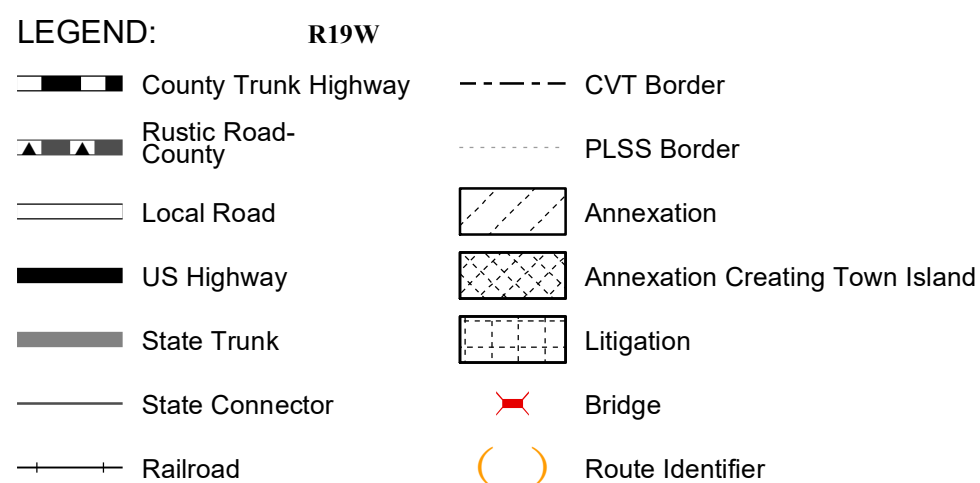 LEGEND:
R19W
County Trunk Highway
Rustic Road-
County
Local Road
US Highway
State Trunk
State Connector
Railroad
CVT Border
PLSS Border
Annexation
Annexation Creating Town Island
Litigation
Bridge
Route Identifier